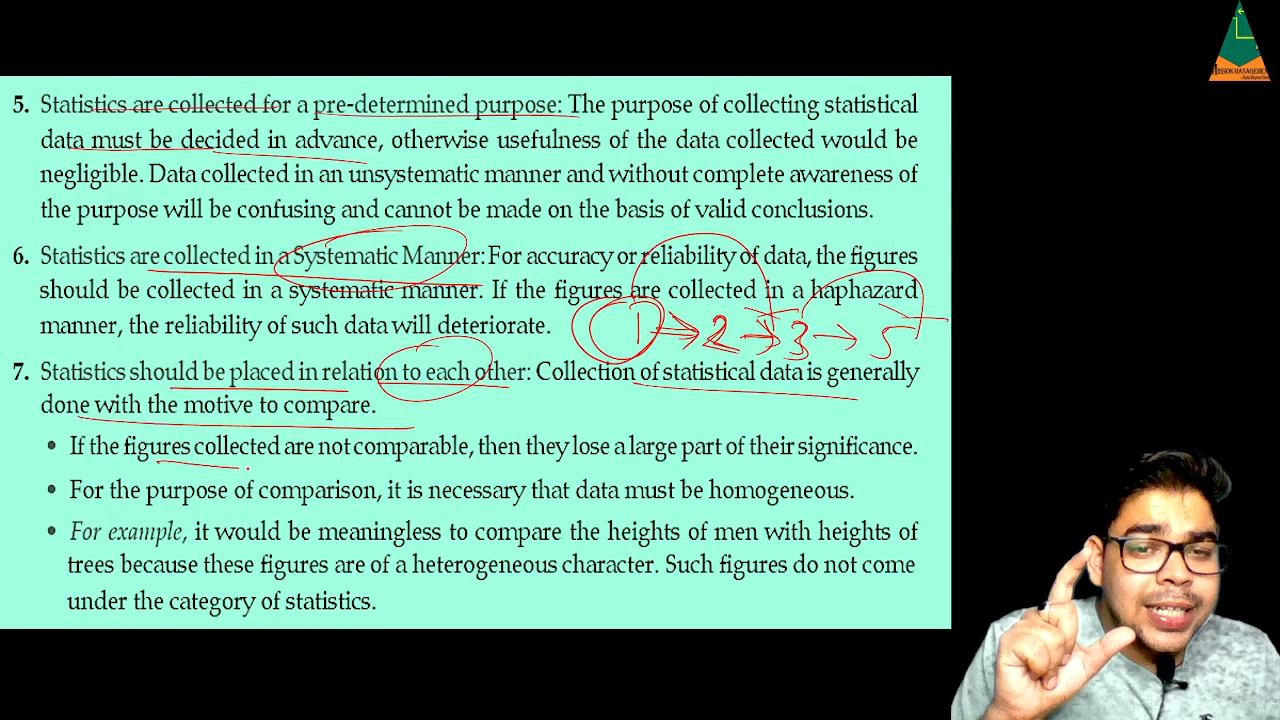 MISSION MANAGEMENT
5. Statistics are collected for a pre-determined purpose: The purpose of collecting statistical
data must be decided in advance, otherwise usefulness of the data collected would be
negligible. Data collected in an unsystematic manner and without complete awareness of
the purpose will be confusing and cannot be made on the basis of valid conclusions.
6. Statistics are collected in a Systematic Manner: For accuracy or reliability of data, the figures
should be collected in a systematic manner. If the figures are collected in a haphazard
manner, the reliability of such data will deteriorate.
1 → 2 → 3 → 5
7. Statistics should be placed in relation to each other: Collection of statistical data is generally
done with the motive to compare.
• If the figures collected are not comparable, then they lose a large part of their significance.
• For the purpose of comparison, it is necessary that data must be homogeneous.
• For example, it would be meaningless to compare the heights of men with heights of
trees because these figures are of a heterogeneous character. Such figures do not come
under the category of statistics.